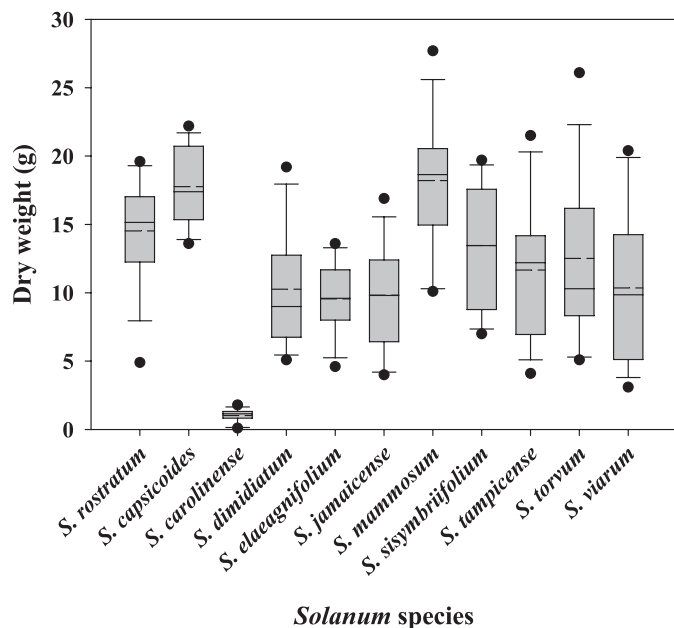 30
25
20
15
10
5
0
Dry weight (g)
S. rostratum
S. capsicoides
S. carolinense
S. dimidiatum
S. elaeagnifolium
S. jamaicense
S. mammosum
S. sisymbriifolium
S. tampicense
S. torvum
S. viarum
Solanum species